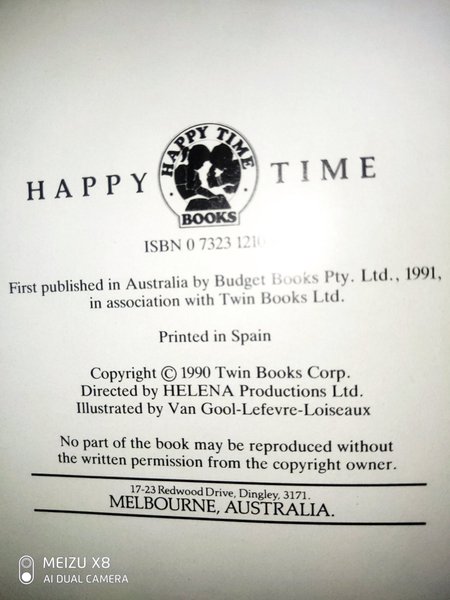 HAPPY TIME
HAPPY TIME
BOOKS
ISBN 0 7323
First published in Australia by Budget Books Pty. Ltd., 1991,
in association with Twin Books Ltd.
Printed in Spain
Copyright © 1990 Twin Books Corp.
Directed by HELENA Productions Ltd.
Illustrated by Van Gool-Lefevre-Loiseaux
No part of the book may be reproduced without
the written permission from the copyright owner.
17-23 Redwood Drive, Dingley, 3171.
MELBOURNE, AUSTRALIA.
MEIZU X8
AI DUAL CAMERA